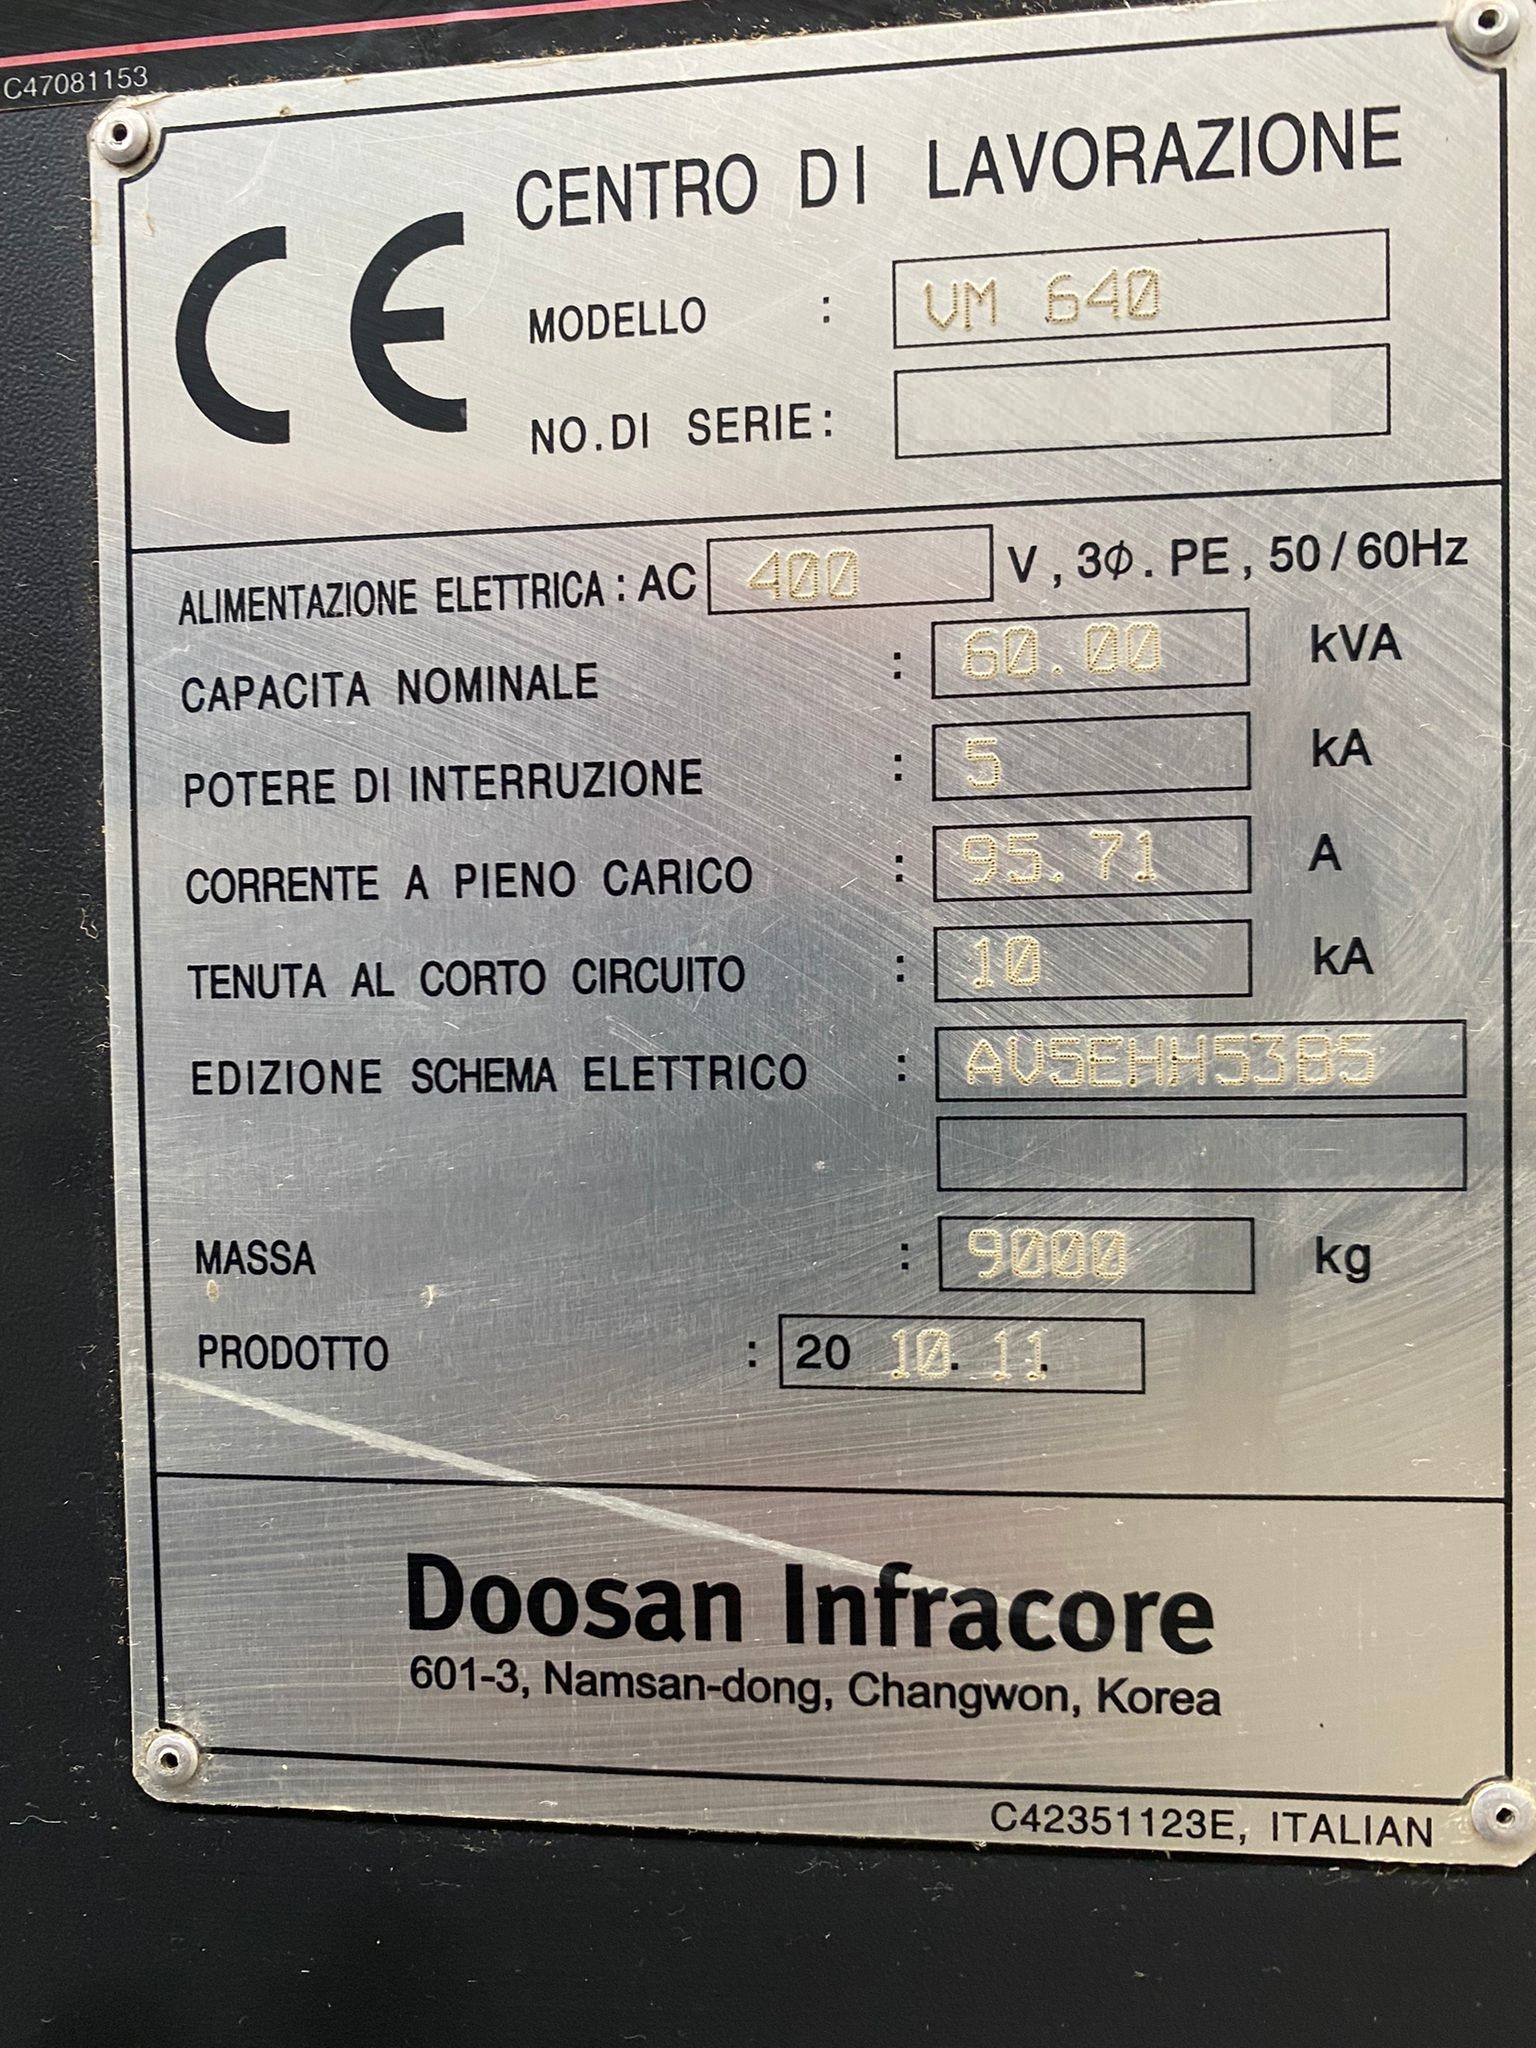 C47081153
CE
CENTRO DI LAVORAZIONE
MODELLO : VM 640
NO.DI SERIE:
ALIMENTAZIONE ELETTRICA : AC 400 V , 3Φ . PE , 50 / 60Hz
CAPACITA NOMINALE : 60.00 kVA
POTERE DI INTERRUZIONE : 5 kA
CORRENTE A PIENO CARICO : 95.71 A
TENUTA AL CORTO CIRCUITO : 10 kA
EDIZIONE SCHEMA ELETTRICO : AV5EHH53B5
MASSA : 9000 kg
PRODOTTO : 20 10. 11.
Doosan Infracore
601-3, Namsan-dong, Changwon, Korea
C42351123E, ITALIAN